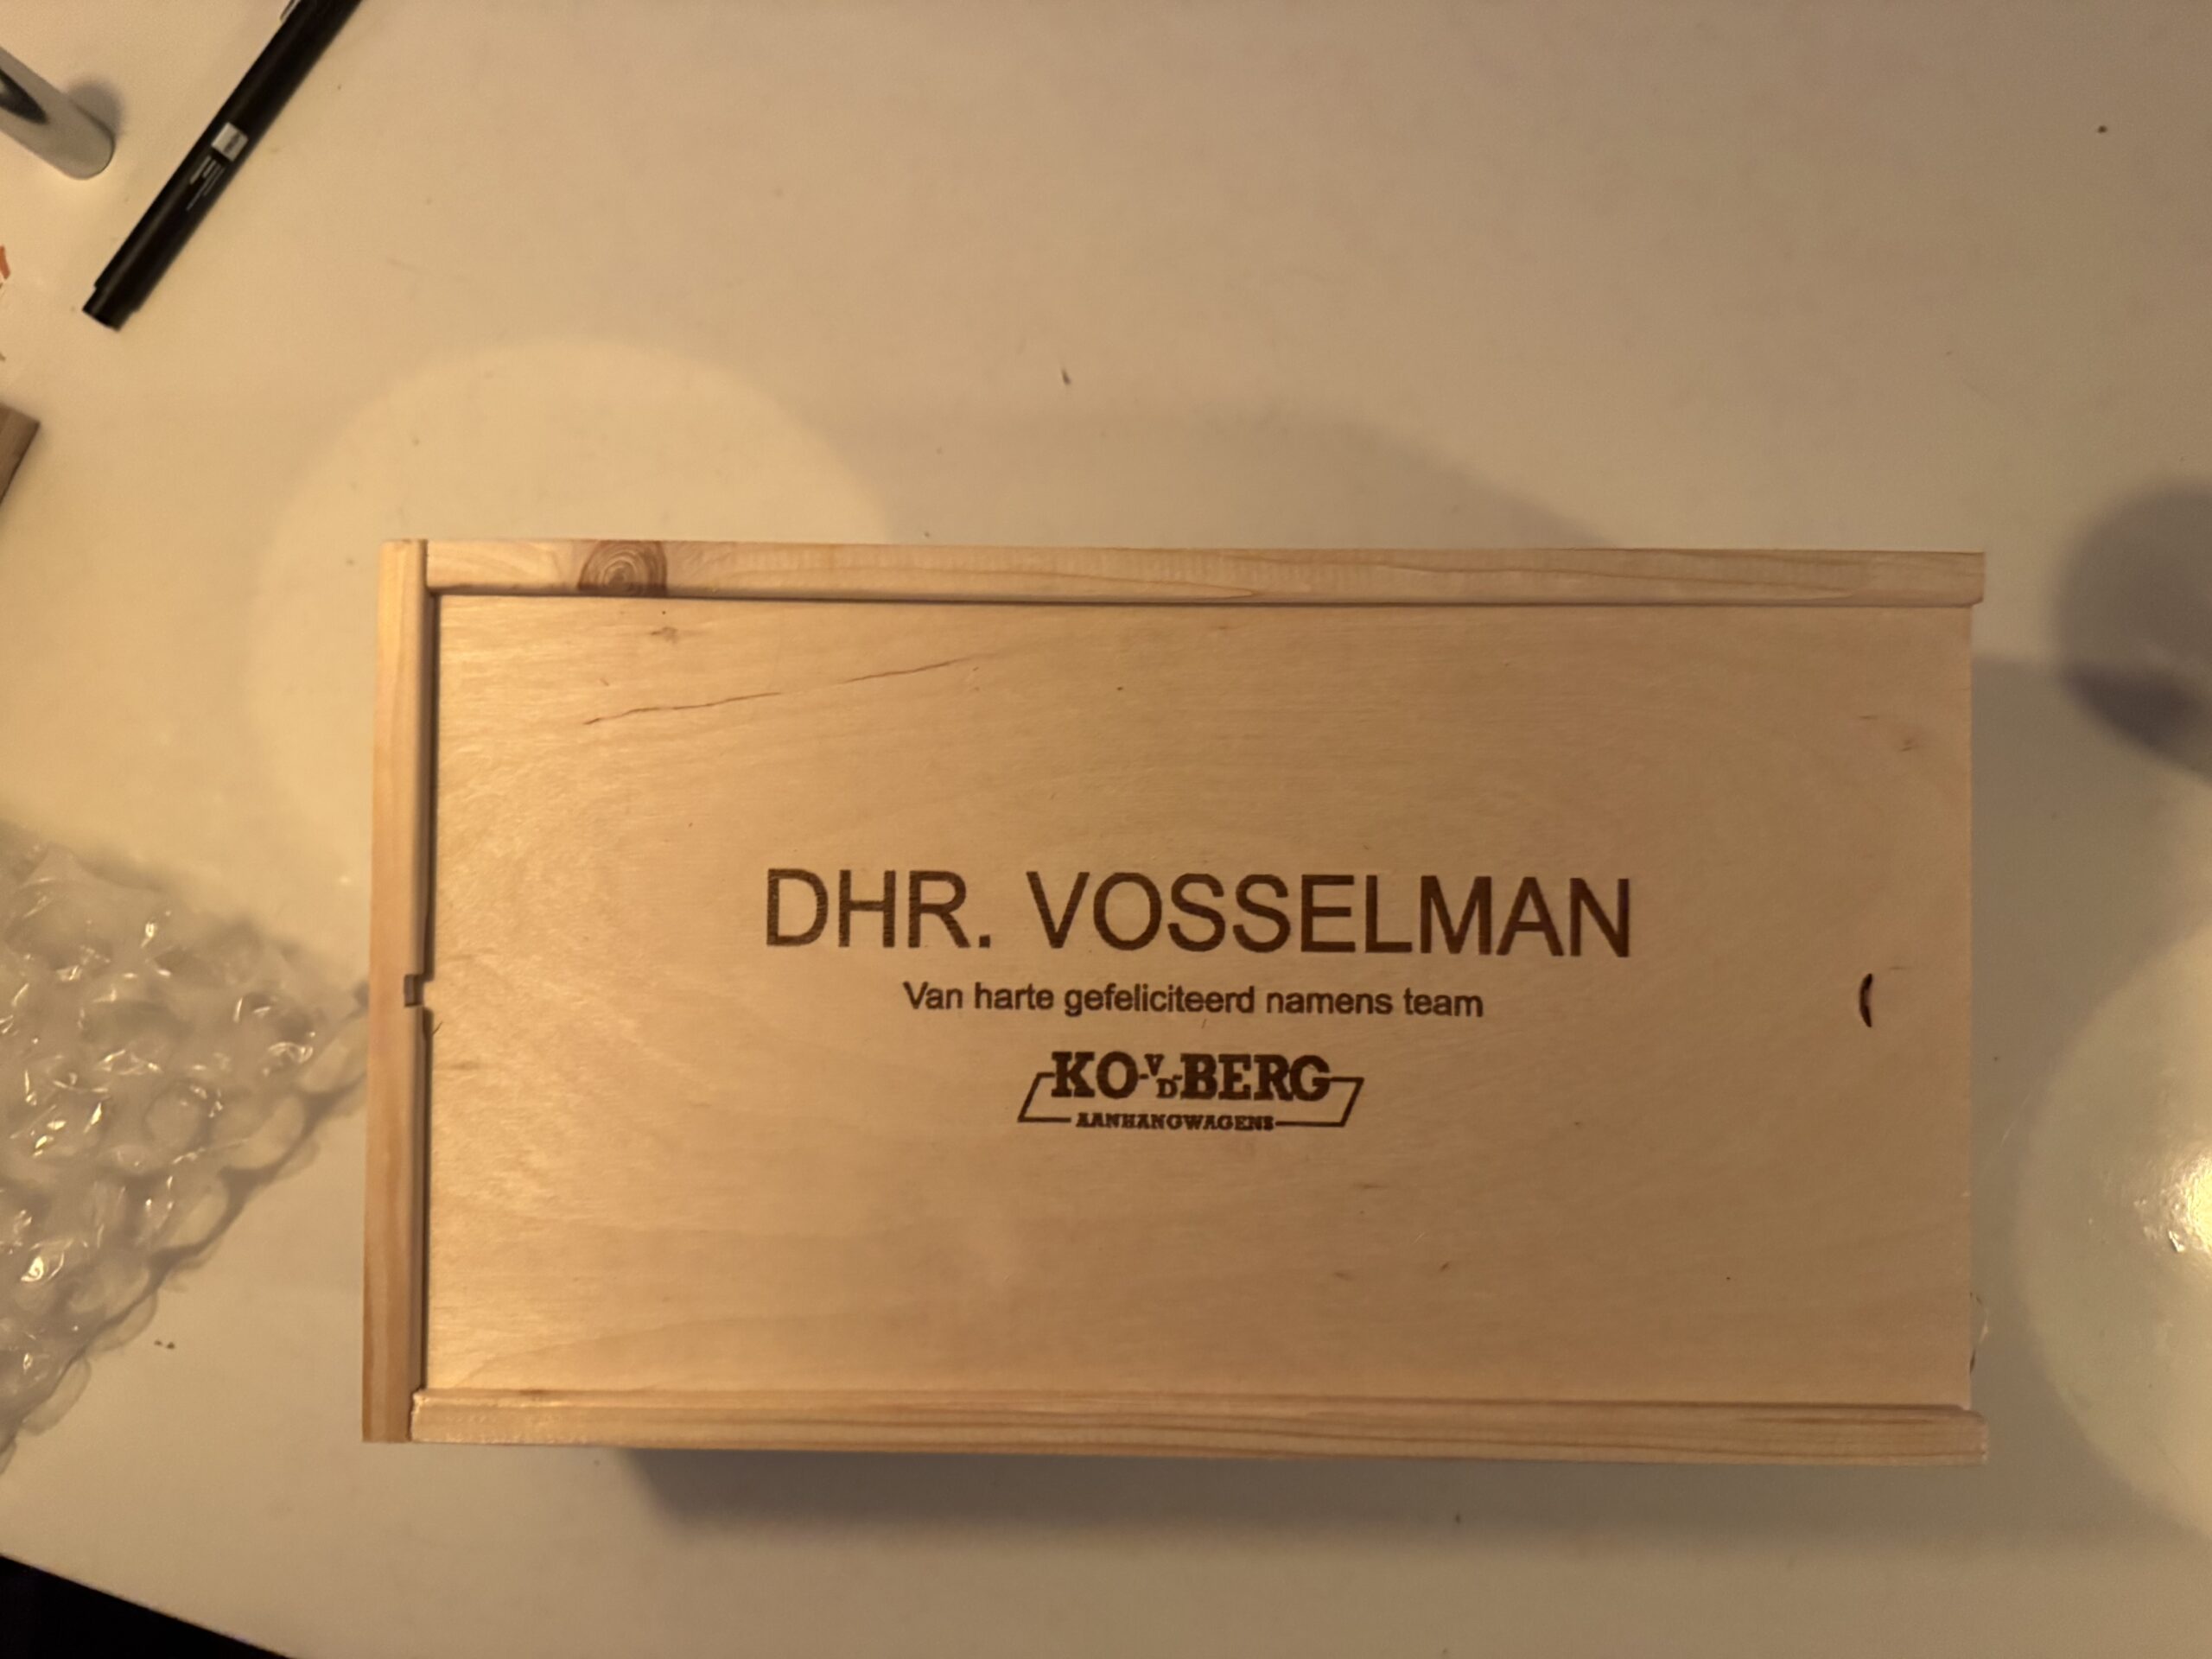 DHR. VOSSELMAN
Van harte gefeliciteerd namens team
KO-V/D-BERG
AANHANGWAGENS